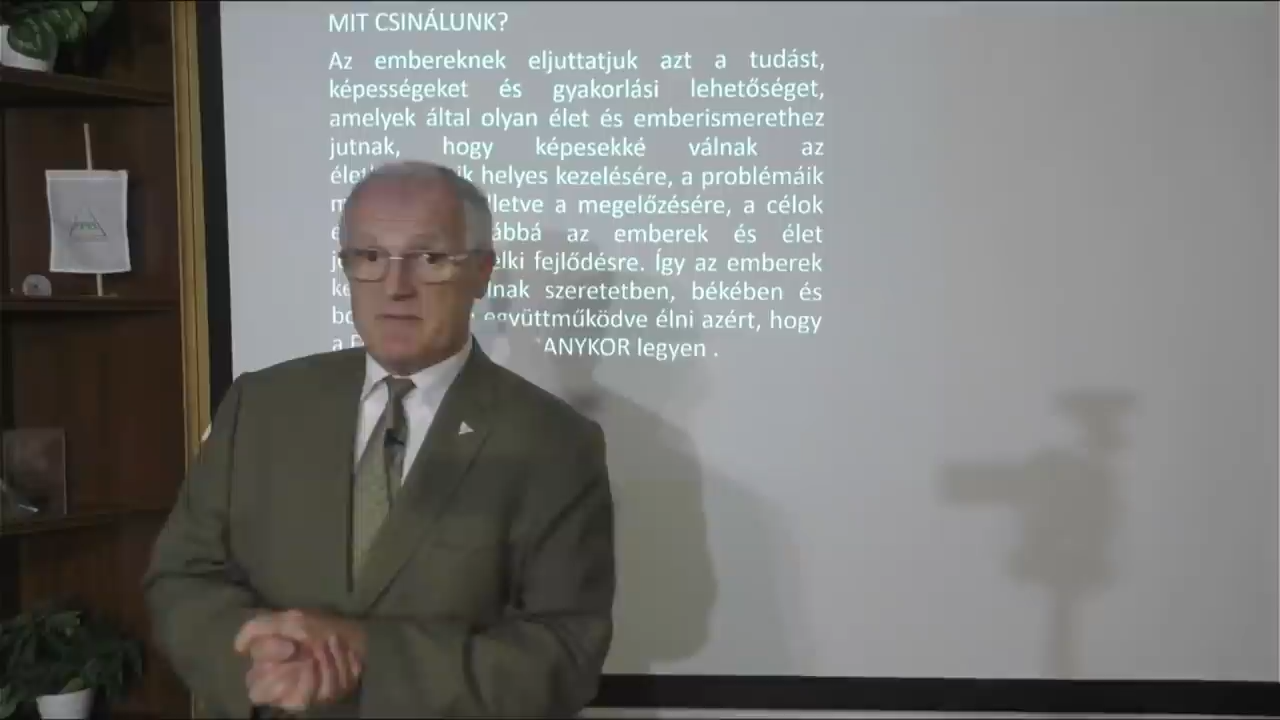 MIT CSINÁLUNK?
Az embereknek eljuttatjuk azt a tudást,
képességeket és gyakorlási lehetőséget,
amelyek által olyan élet és emberismerethez
jutnak, hogy képesekké válnak az
helyes kezelésére, a problémáik
a megelőzésére, a célok
az emberek és élet
fejlődésre. Így az emberek
szeretetben, békében és
együttműködve élni azért, hogy
a legyen .